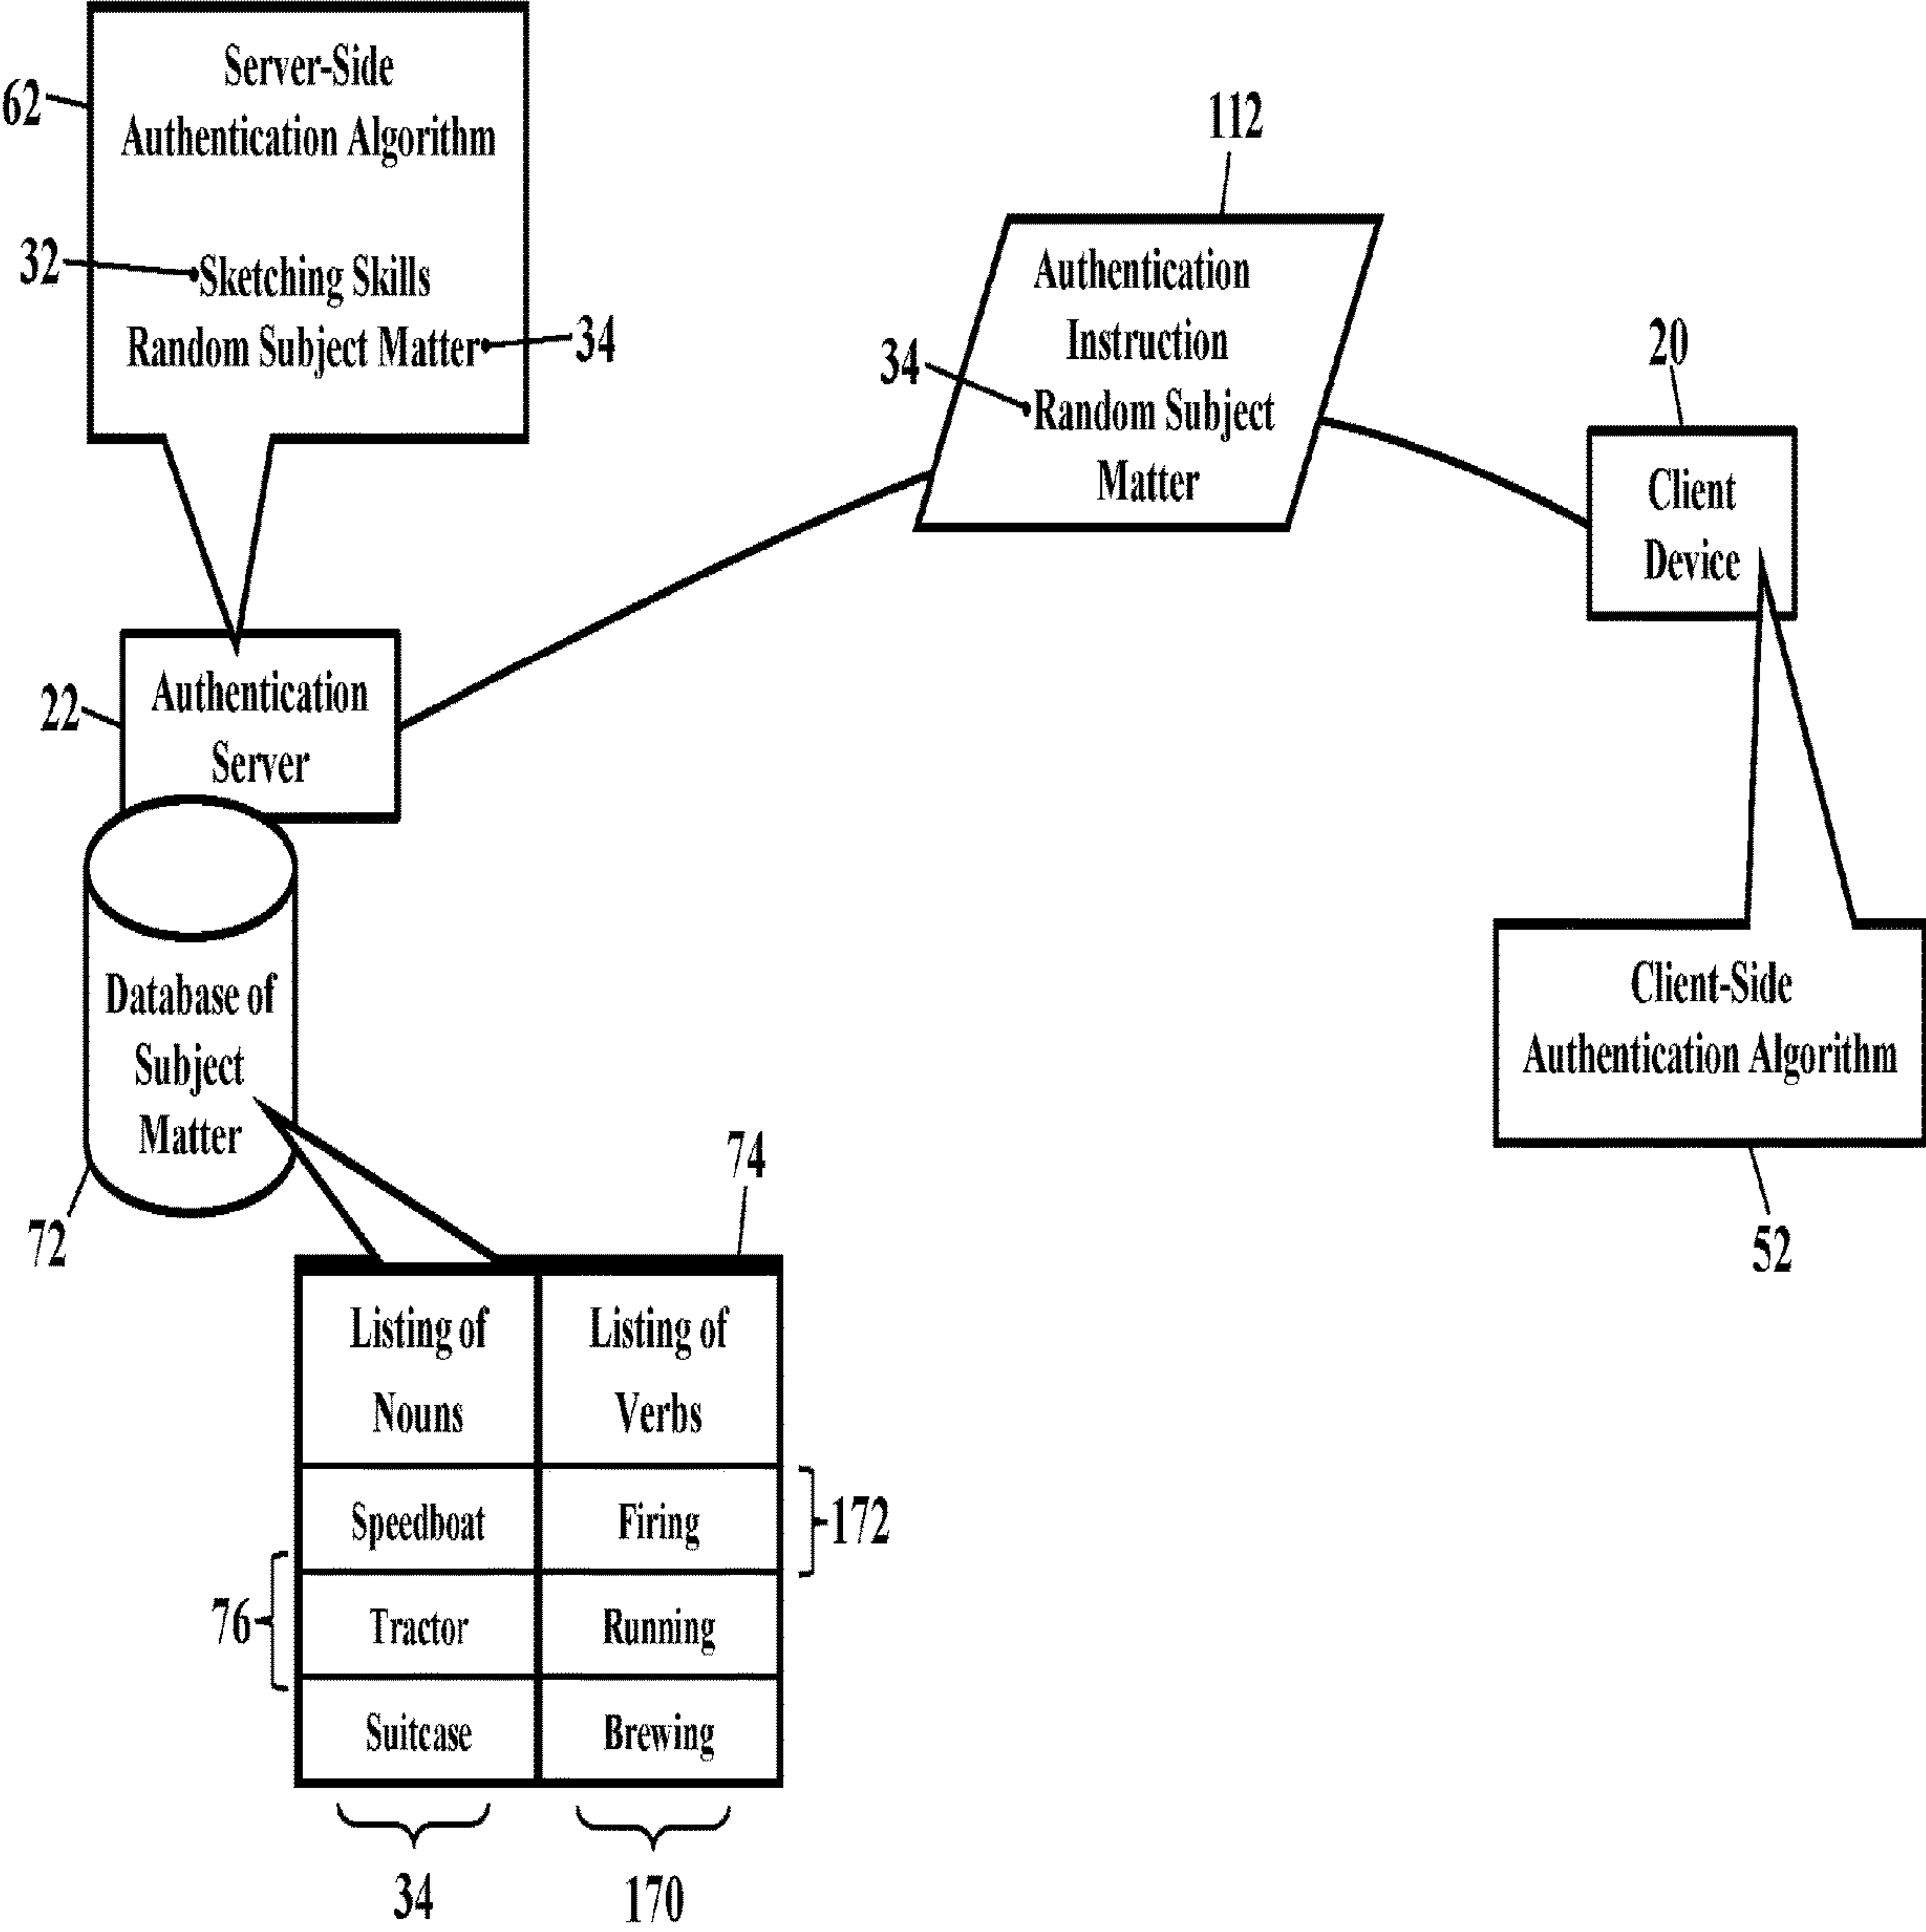 62
Server-Side
Authentication Algorithm
32
Sketching Skills
Random Subject Matter
34
112
Authentication
Instruction
34
Random Subject
Matter
20
Client
Device
22
Authentication
Server
Database of
Subject
Matter
72
Client-Side
Authentication Algorithm
52
74
Listing of
Nouns
Listing of
Verbs
Speedboat
Firing
172
76
Tractor
Running
Suitcase
Brewing
34
170